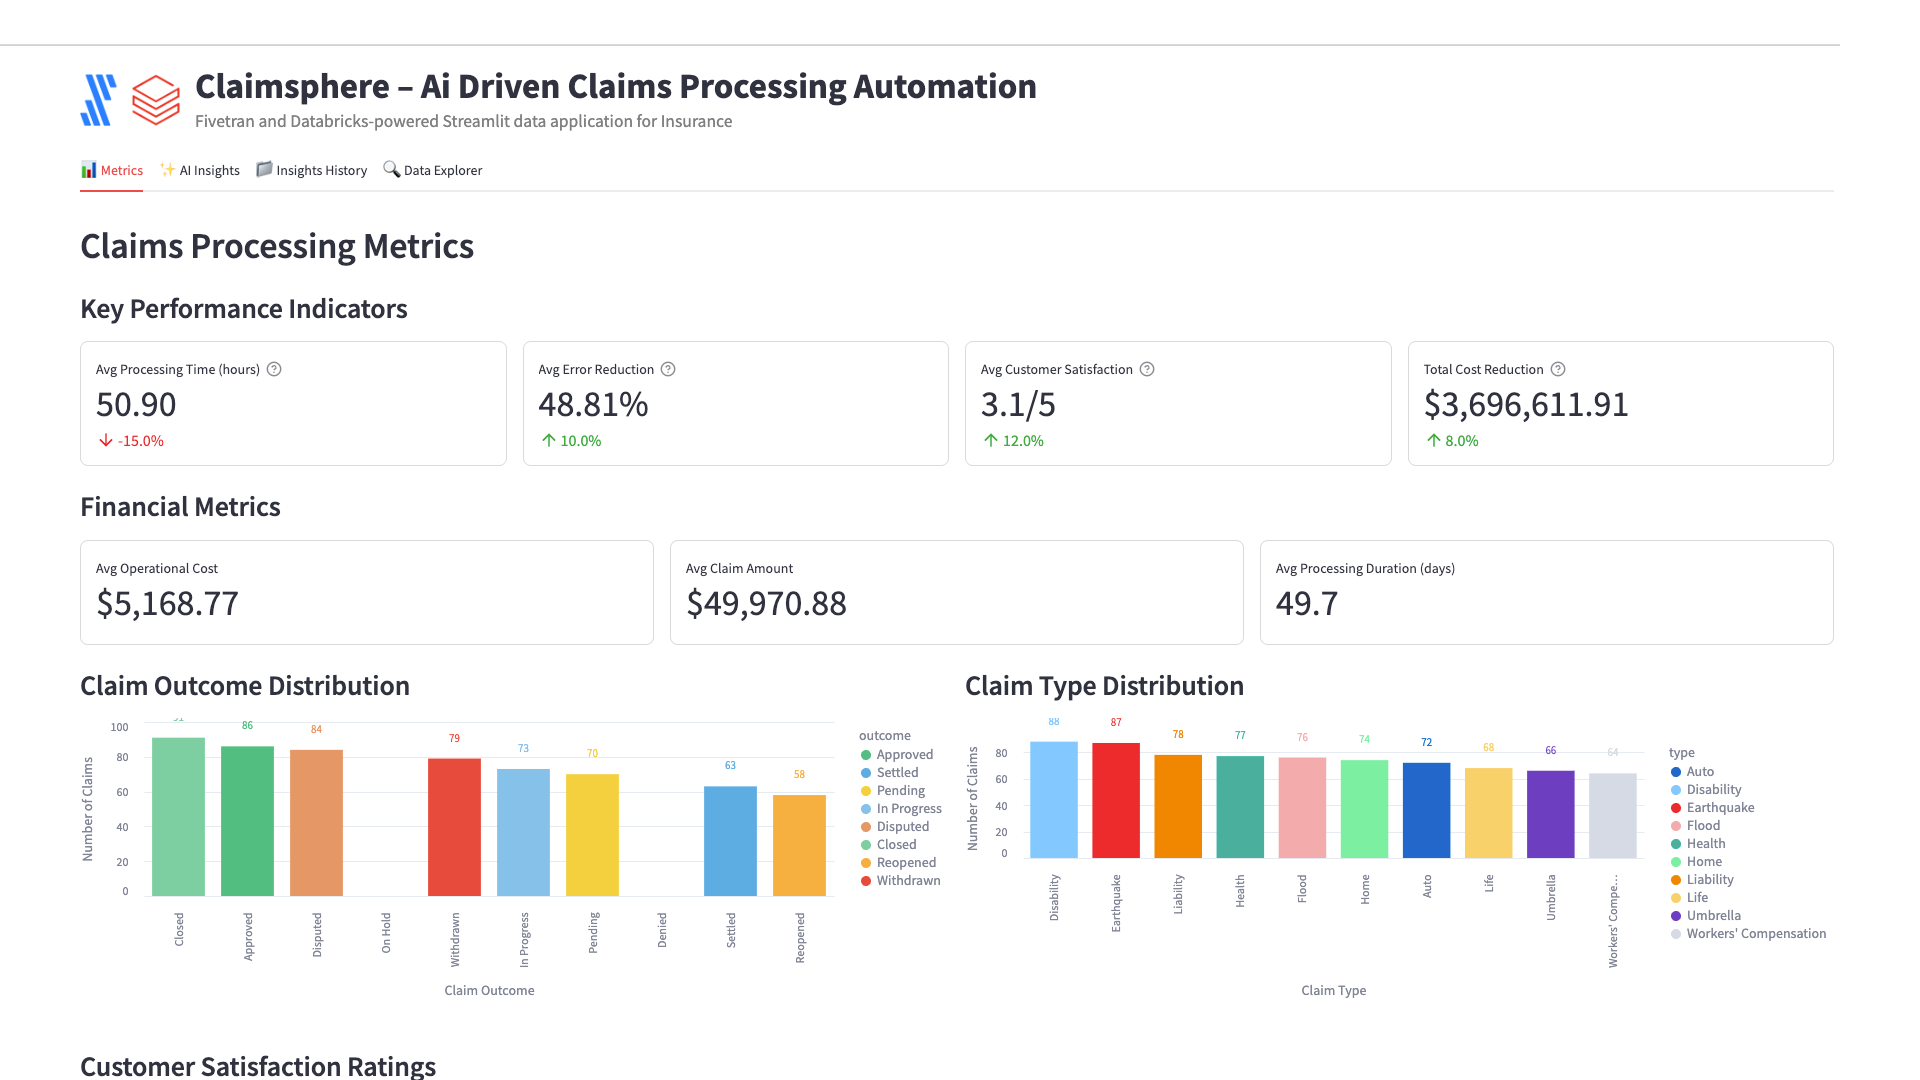 Claimsphere – Ai Driven Claims Processing Automation
Fivetran and Databricks-powered Streamlit data application for Insurance
Metrics
AI Insights
Insights History
Data Explorer
Claims Processing Metrics
Key Performance Indicators
Avg Processing Time (hours)
50.90
-15.0%
Avg Error Reduction
48.81%
10.0%
Avg Customer Satisfaction
3.1/5
12.0%
Total Cost Reduction
$3,696,611.91
8.0%
Financial Metrics
Avg Operational Cost
$5,168.77
Avg Claim Amount
$49,970.88
Avg Processing Duration (days)
49.7
Claim Outcome Distribution
Number of Claims
100
80
60
40
20
0
86
84
79
73
70
63
58
Closed
Approved
Disputed
On Hold
Withdrawn
In Progress
Pending
Denied
Settled
Reopened
Claim Outcome
outcome
Approved
Settled
Pending
In Progress
Disputed
Closed
Reopened
Withdrawn
Claim Type Distribution
Number of Claims
80
60
40
20
0
88
87
78
77
76
74
72
68
66
64
Disability
Earthquake
Liability
Health
Flood
Home
Auto
Life
Umbrella
Workers' Compe...
Claim Type
type
Auto
Disability
Earthquake
Flood
Health
Home
Liability
Life
Umbrella
Workers' Compensation
Customer Satisfaction Ratings